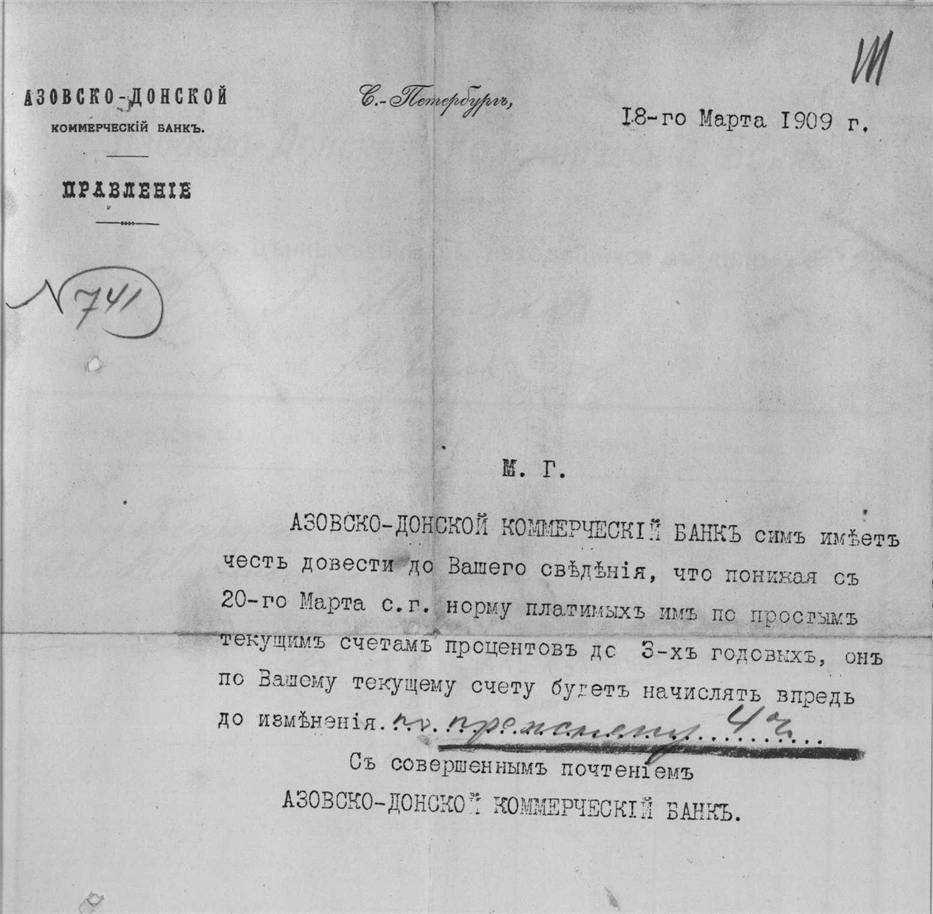 АЗОВСКО-ДОНСКОЙ
КОММЕРЧЕСКІЙ БАНКЪ.
ПРАВЛЕНІЕ
С.-Петербургъ,
18-го Марта 1909 г.
N 741
М. Г.
АЗОВСКО-ДОНСКОЙ КОММЕРЧЕСКІЙ БАНКЪ симъ имѣетъ
честь довести до Вашего свѣдѣнія, что понижая съ
20-го Марта с.г. норму платимыхъ имъ по простымъ
текущимъ счетамъ процентовъ до 3-хъ годовыхъ, онъ
по Вашему текущему счету будетъ начислять впредь
до измѣненія. по прежнему 4%
Съ совершеннымъ почтеніемъ
АЗОВСКО-ДОНСКОЙ КОММЕРЧЕСКІЙ БАНКЪ.